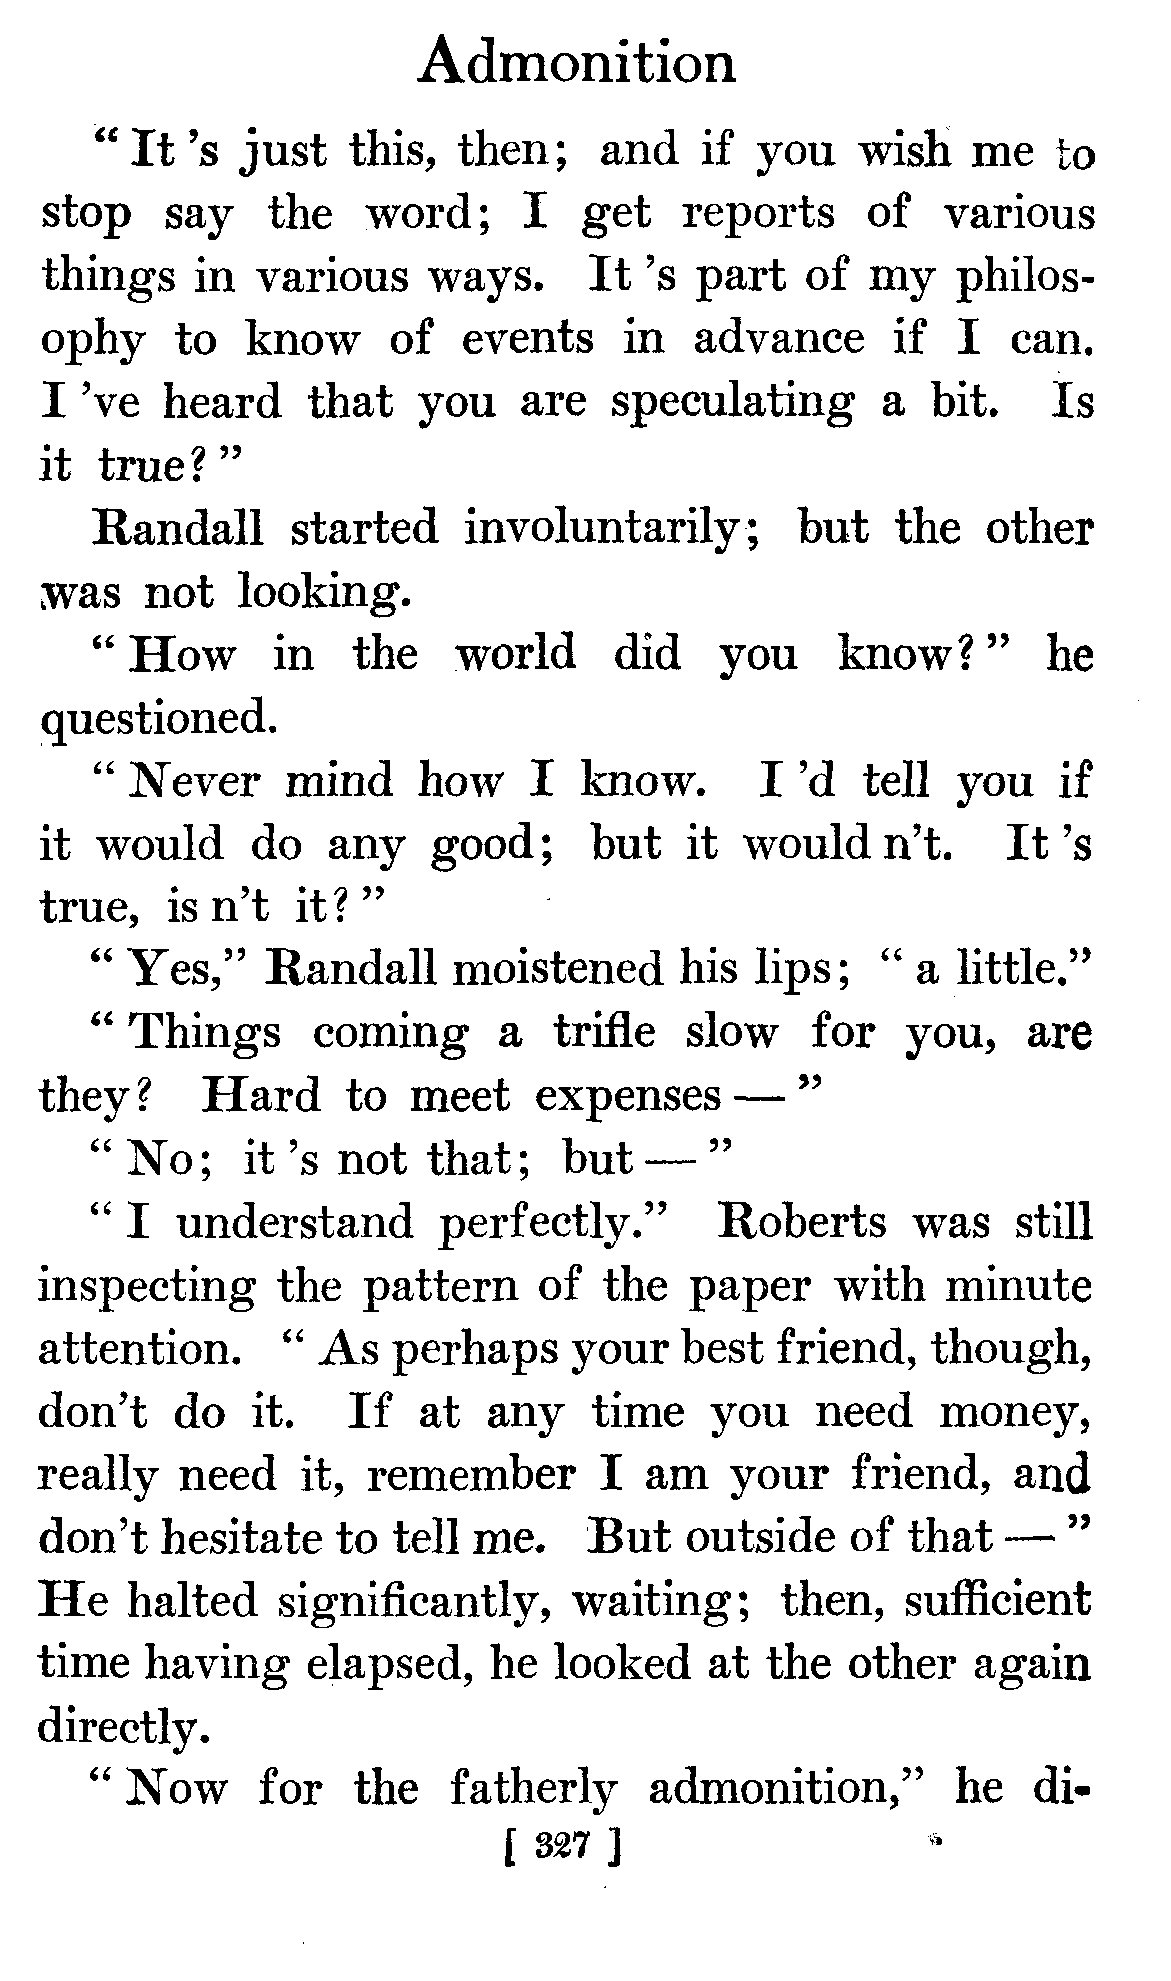 Admonition
“ It ’s just this, then; and if you wish me to
stop say the word; I get reports of various
things in various ways. It ’s part of my philos-
ophy to know of events in advance if I can.
I ’ve heard that you are speculating a bit. Is
it true? ”
Randall started involuntarily; but the other
was not looking.
“ How in the world did you know? ” he
questioned.
“ Never mind how I know. I ’d tell you if
it would do any good; but it would n’t. It ’s
true, is n’t it? ”
“ Yes,” Randall moistened his lips; “ a little.”
“ Things coming a trifle slow for you, are
they? Hard to meet expenses — ”
“ No; it ’s not that; but — ”
“ I understand perfectly.” Roberts was still
inspecting the pattern of the paper with minute
attention. “ As perhaps your best friend, though,
don’t do it. If at any time you need money,
really need it, remember I am your friend, and
don’t hesitate to tell me. But outside of that — ”
He halted significantly, waiting; then, sufficient
time having elapsed, he looked at the other again
directly.
“ Now for the fatherly admonition,” he di-
[ 327 ]